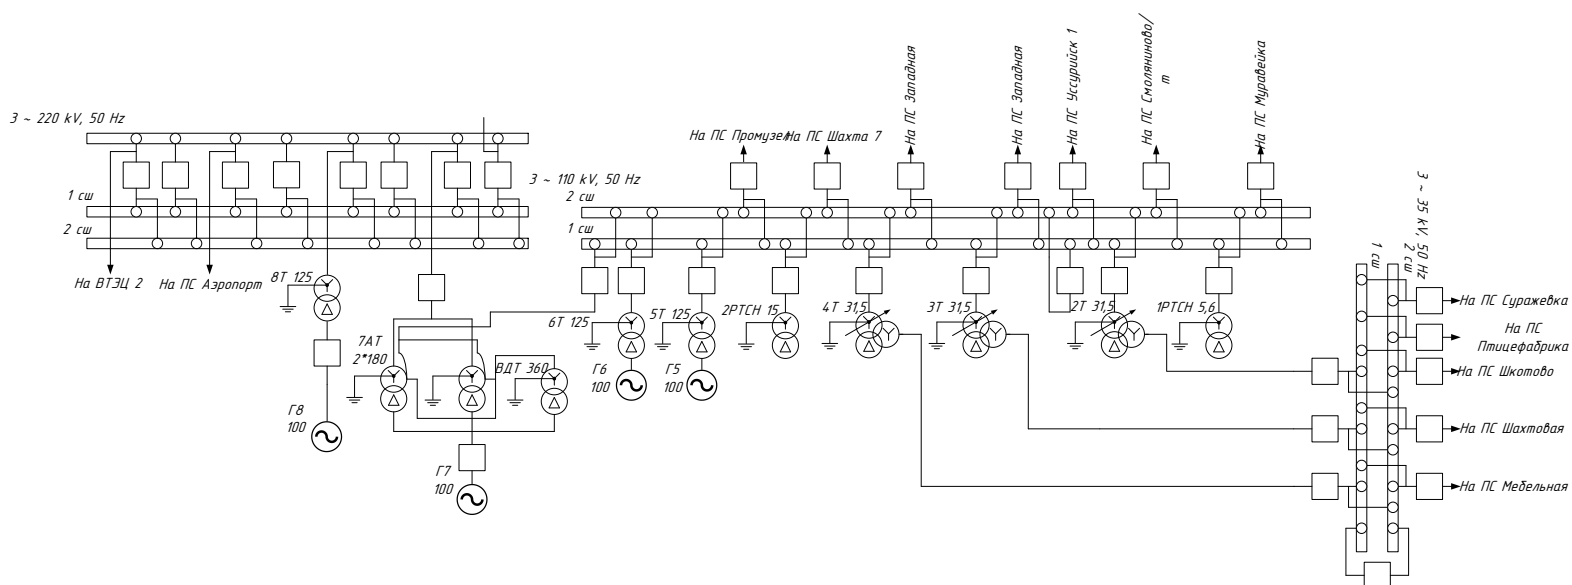 На ПС Западная
На ПС Западная
На ПС Уссурийск 1
На ПС Смоляниново/
т
На ПС Муравейка
3 ~ 220 kV, 50 Hz
На ПС Промузел
На ПС Шахта 7
3 ~ 110 kV, 50 Hz
1 сш
2 сш
2 сш
1 сш
3 ~ 35 kV, 50 Hz
2 сш
1 сш
На ВТЭЦ 2
На ПС Аэропорт
8Т 125
6Т 125
5Т 125
2РТСН 15
4Т 31,5
3Т 31,5
2Т 31,5
1РТСН 5,6
На ПС Суражевка
На ПС
Птицефабрика
На ПС Шкотово
7АТ
2*180
ВДТ 360
Г6
100
Г5
100
Г8
100
На ПС Шахтовая
Г7
100
На ПС Мебельная